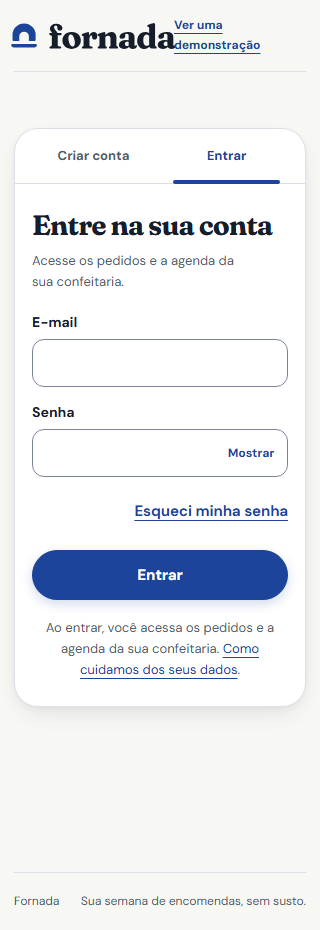 fornada
Ver uma
demonstração
Criar conta
Entrar
Entre na sua conta
Acesse os pedidos e a agenda da
sua confeitaria.
E-mail
Senha
Mostrar
Esqueci minha senha
Entrar
Ao entrar, você acessa os pedidos e a
agenda da sua confeitaria. Como
cuidamos dos seus dados.
Fornada
Sua semana de encomendas, sem susto.